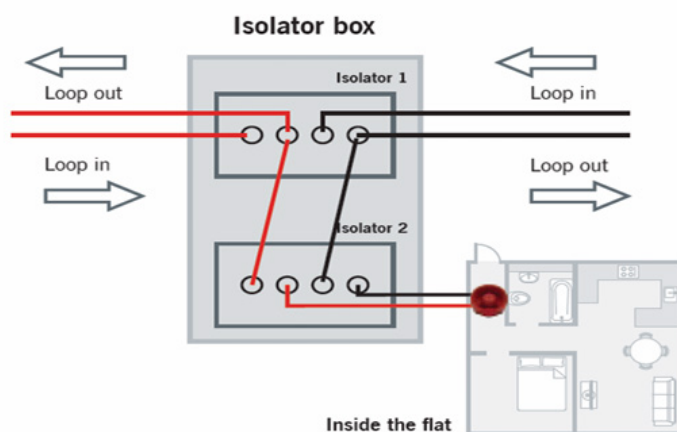 Isolator box
Isolator 1
Loop out
Loop in
Loop in
Loop out
Isolator 2
Inside the flat